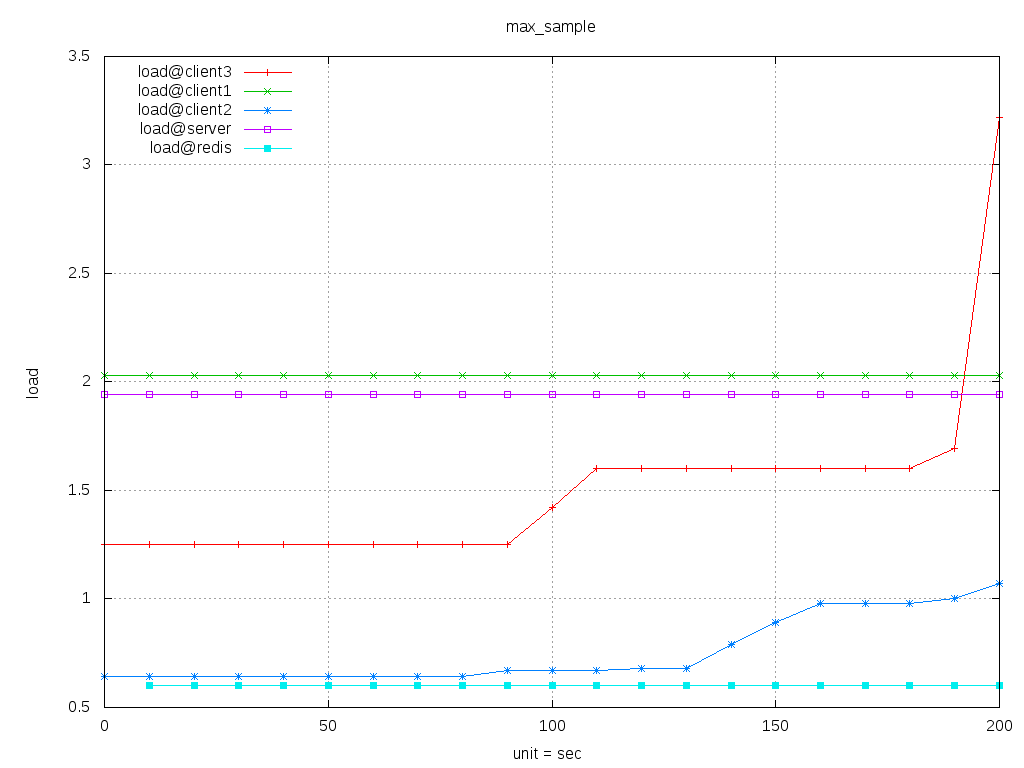 max_sample
3.5
3
2.5
2
1.5
1
0.5
load
load@client3
load@client1
load@client2
load@server
load@redis
0 50 100 150 200
unit = sec